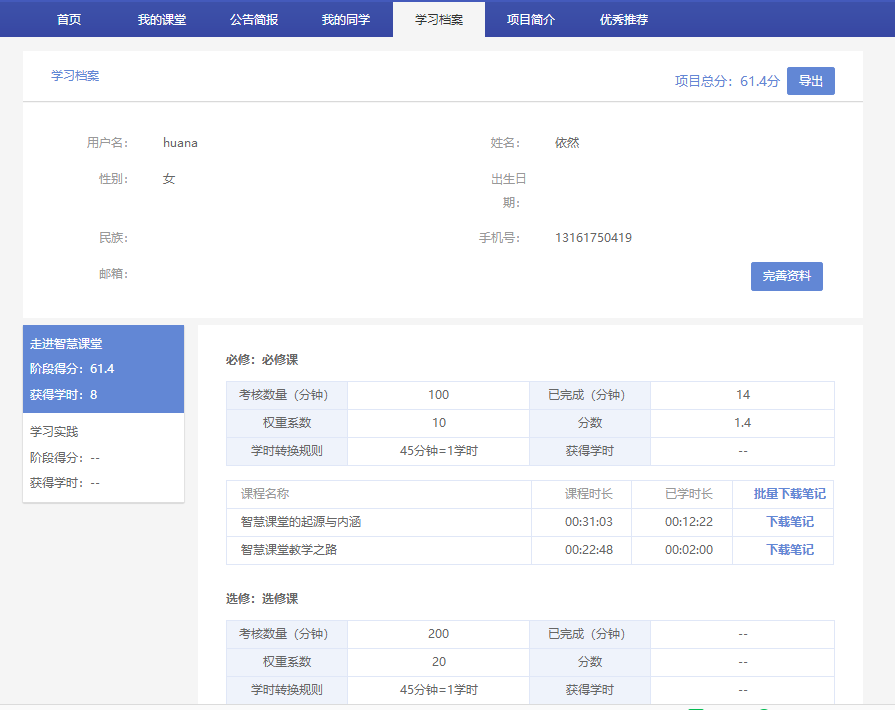 首页 我的课堂 公告简报 我的同学 学习档案 项目简介 优秀推荐
学习档案
项目总分：61.4分 导出
用户名： huana 姓名： 依然
性别： 女 出生日
期：
民族： 手机号： 13161750419
邮箱：
完善资料
走进智慧课堂
阶段得分：61.4
获得学时：8
学习实践
阶段得分：--
获得学时：--
必修：必修课
考核数量（分钟） 100 已完成（分钟） 14
权重系数 10 分数 1.4
学时转换规则 45分钟=1学时 获得学时 --
课程名称 课程时长 已学时长 批量下载笔记
智慧课堂的起源与内涵 00:31:03 00:12:22 下载笔记
智慧课堂教学之路 00:22:48 00:02:00 下载笔记
选修：选修课
考核数量（分钟） 200 已完成（分钟） --
权重系数 20 分数 --
学时转换规则 45分钟=1学时 获得学时 --